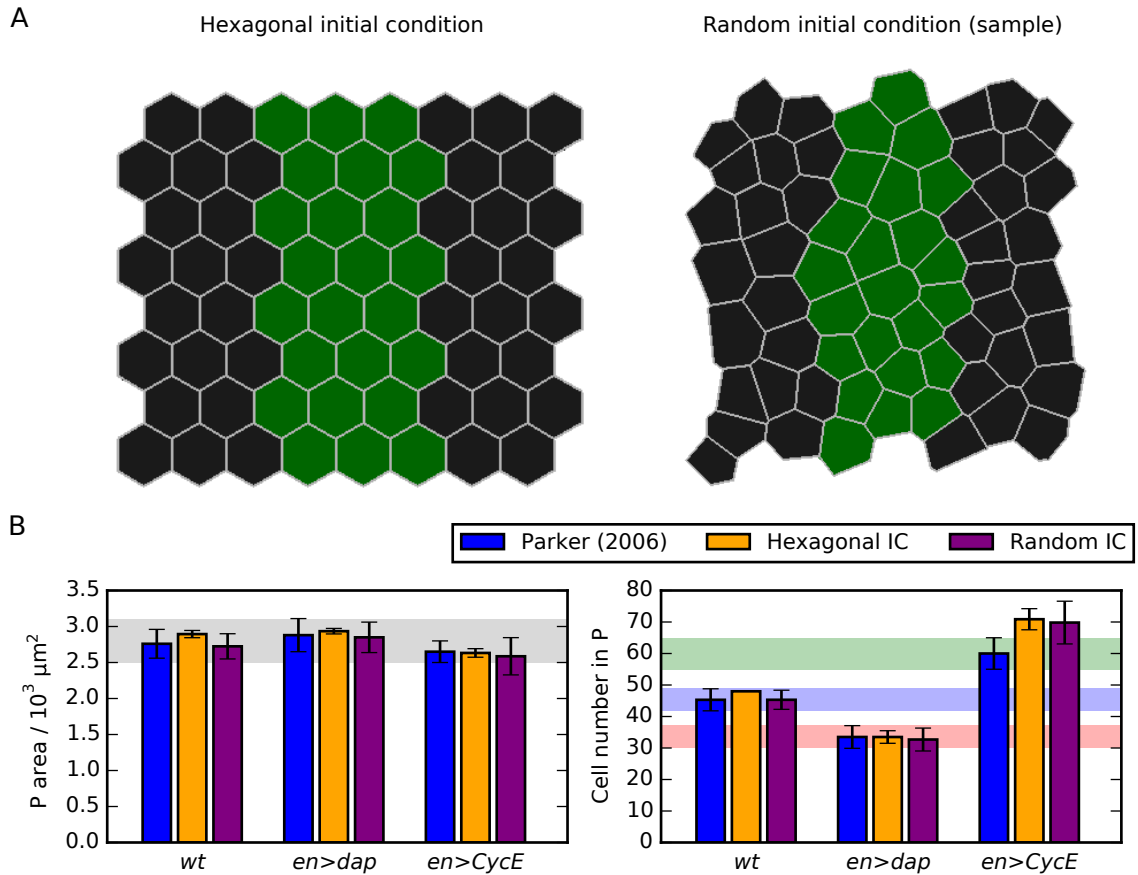 A
Hexagonal initial condition
Random initial condition (sample)
B
Parker (2006)
Hexagonal IC
Random IC
P area / 10³ μm²
3.5
3.0
2.5
2.0
1.5
1.0
0.5
0.0
wt
en>dap
en>CycE
Cell number in P
80
70
60
50
40
30
20
10
0
wt
en>dap
en>CycE